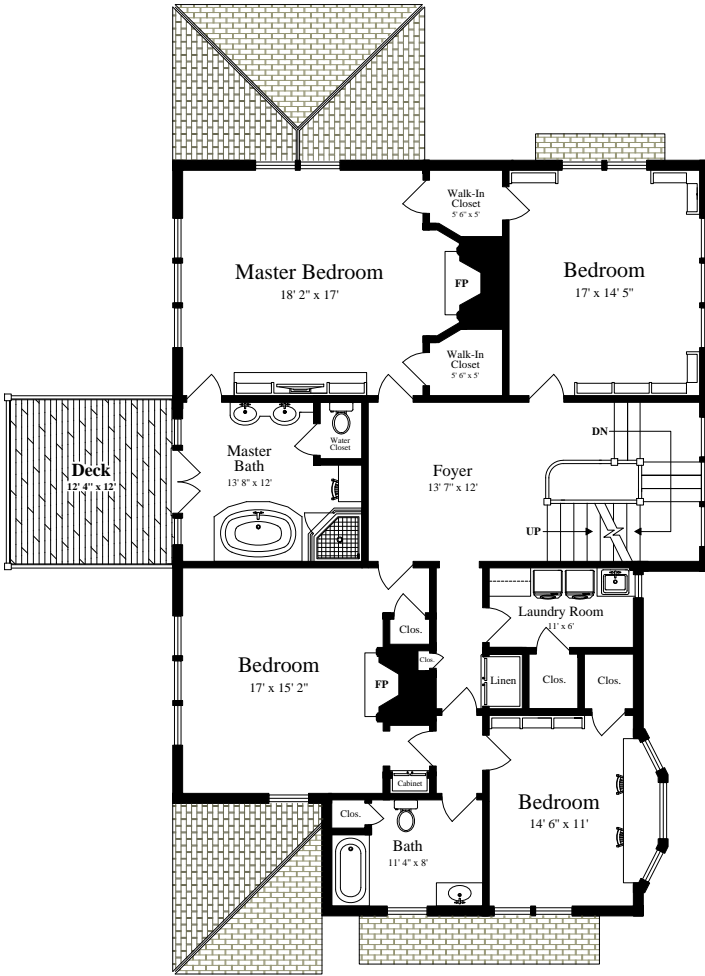 Walk-In
Closet
5' 6" x 5'
Master Bedroom
18' 2" x 17'
FP
Bedroom
17' x 14' 5"
Walk-In
Closet
5' 6" x 5'
Water
Closet
Master
Bath
13' 8" x 12'
Deck
12' 4" x 12'
Foyer
13' 7" x 12'
DN
UP
Laundry Room
11' x 6'
Clos.
Clos.
Bedroom
17' x 15' 2"
FP
Linen
Clos.
Clos.
Cabinet
Bedroom
14' 6" x 11'
Clos.
Bath
11' 4" x 8'